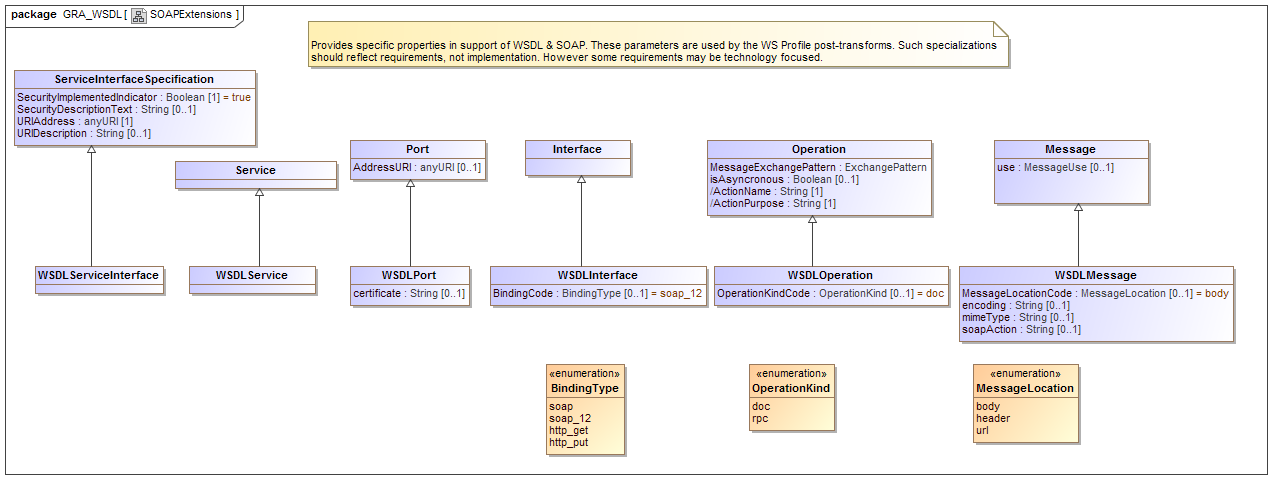 package GRA_WSDL [ SOAPExtensions ]
Provides specific properties in support of WSDL & SOAP. These parameters are used by the WS Profile post-transforms. Such specializations
should reflect requirements, not implementation. However some requirements may be technology focused.
ServiceInterfaceSpecification
SecurityImplementedIndicator : Boolean [1] = true
SecurityDescriptionText : String [0..1]
URIAddress : anyURI [1]
URIDescription : String [0..1]
Service
Port
AddressURI : anyURI [0..1]
Interface
Operation
MessageExchangePattern : ExchangePattern
isAsyncronous : Boolean [0..1]
/ActionName : String [1]
/ActionPurpose : String [1]
Message
use : MessageUse [0..1]
WSDLServiceInterface
WSDLService
WSDLPort
certificate : String [0..1]
WSDLInterface
BindingCode : BindingType [0..1] = soap_12
WSDLOperation
OperationKindCode : OperationKind [0..1] = doc
WSDLMessage
MessageLocationCode : MessageLocation [0..1] = body
encoding : String [0..1]
mimeType : String [0..1]
soapAction : String [0..1]
«enumeration»
BindingType
soap
soap_12
http_get
http_put
«enumeration»
OperationKind
doc
rpc
«enumeration»
MessageLocation
body
header
url